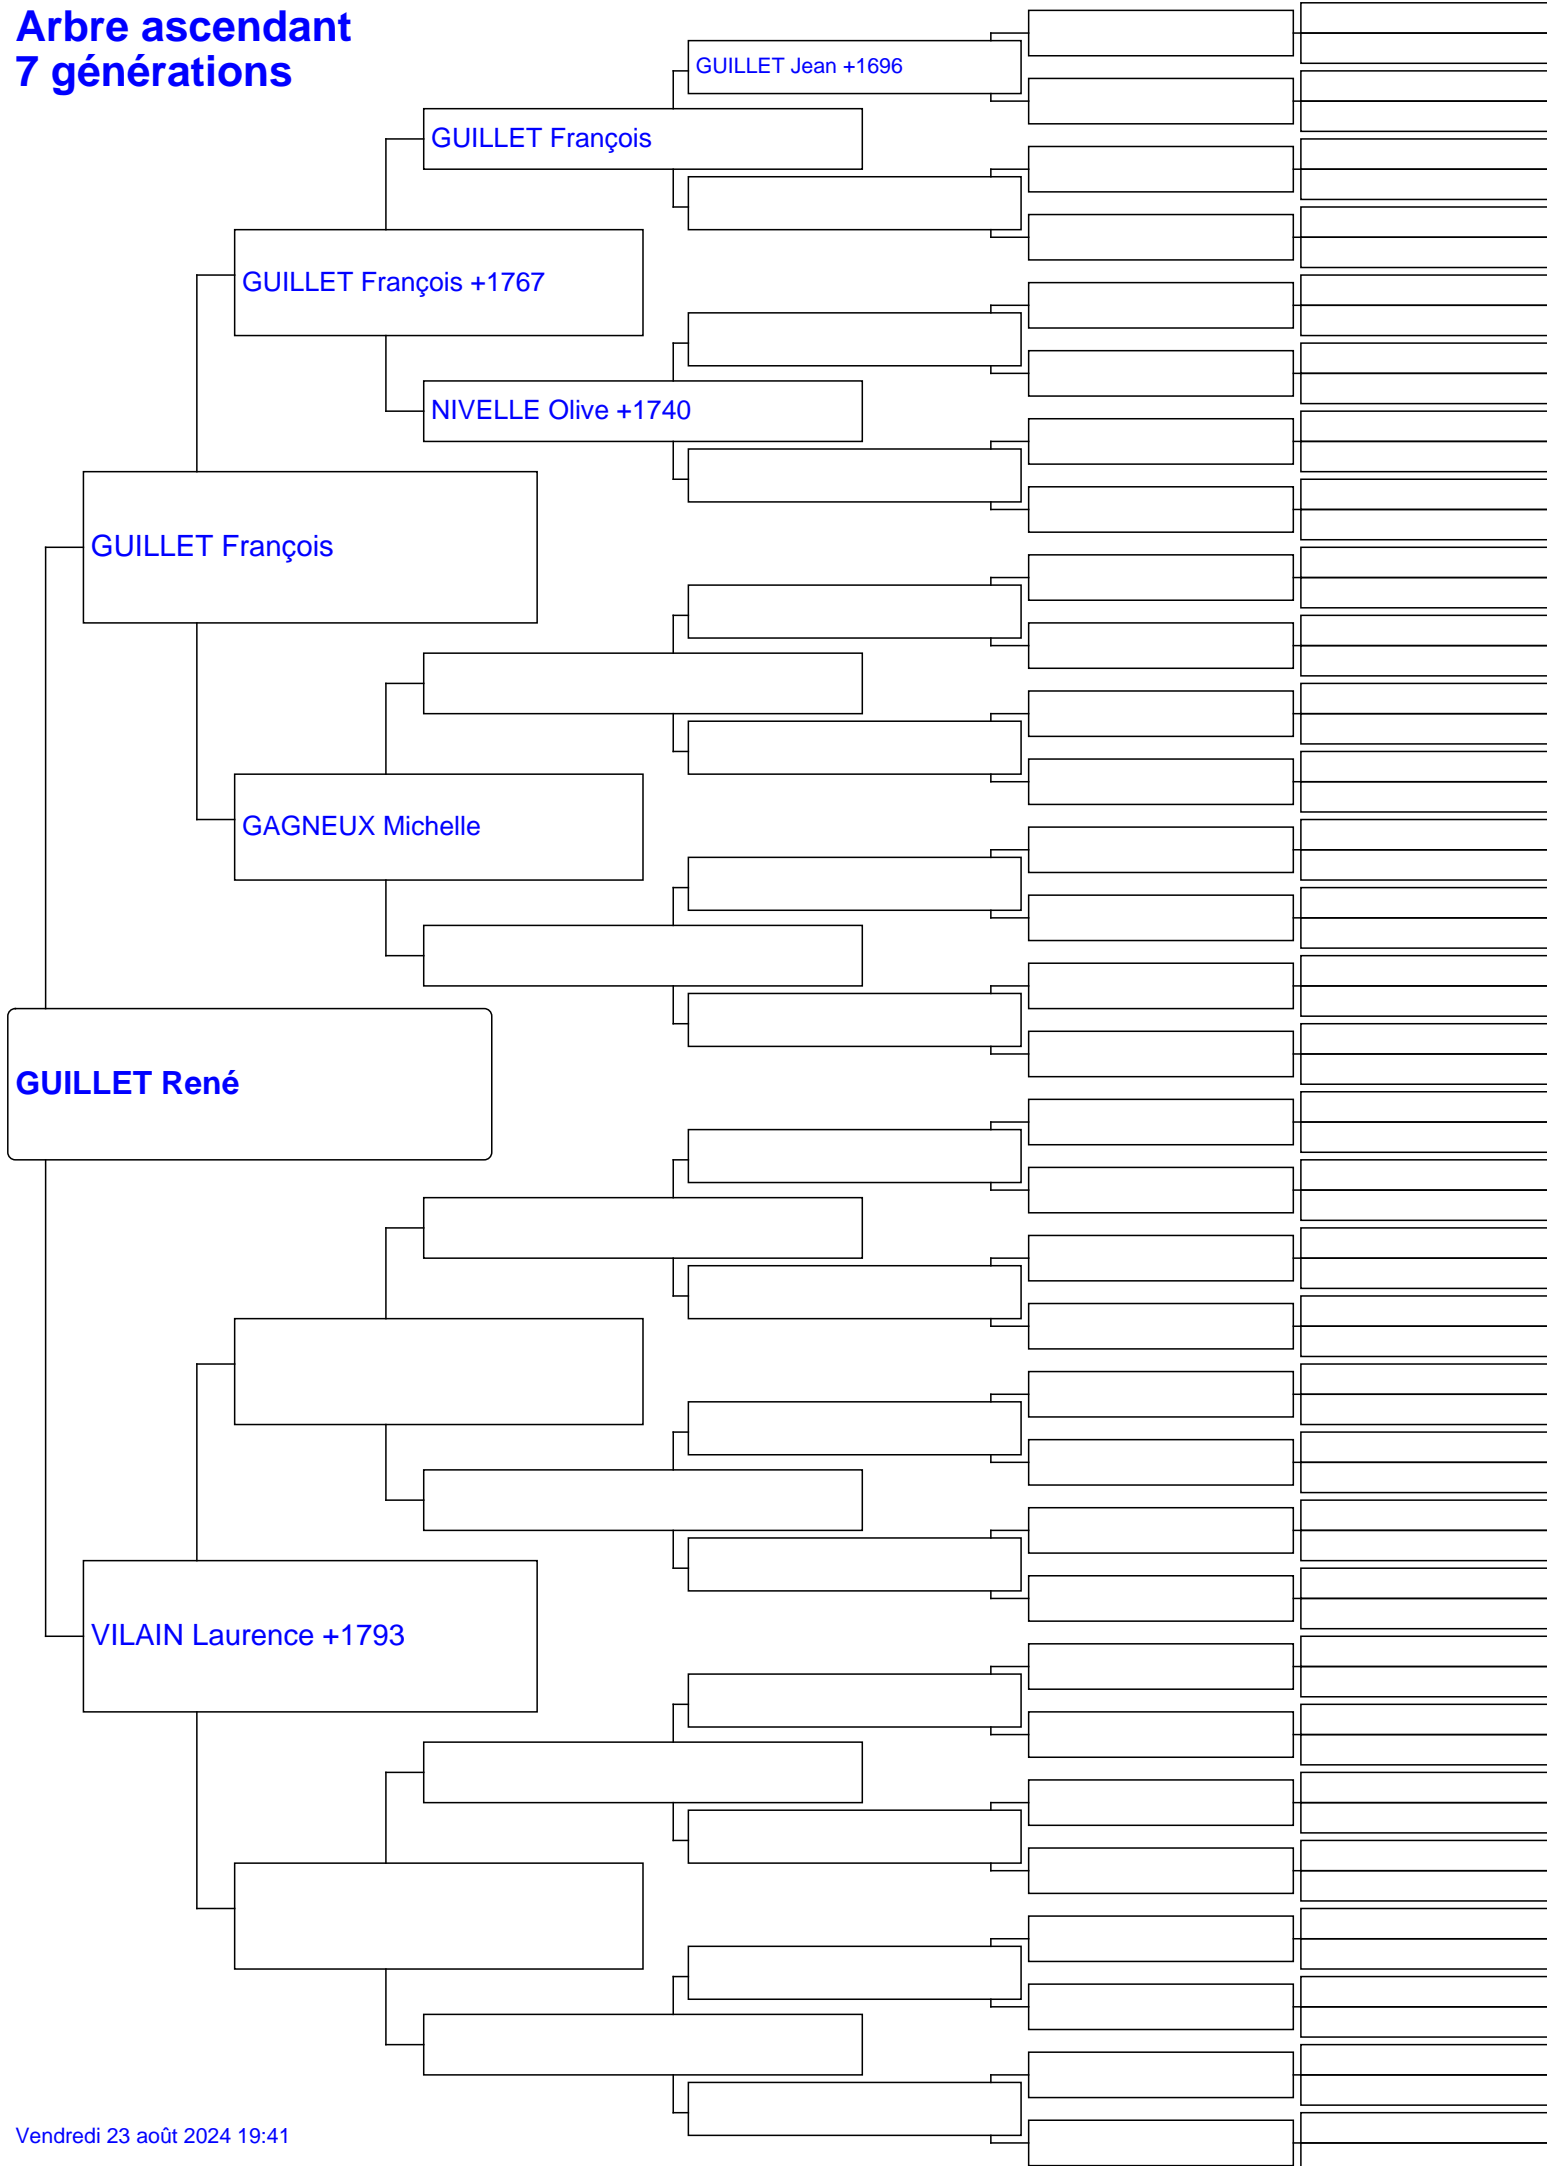 Arbre ascendant
7 générations
GUILLET Jean +1696
GUILLET François
GUILLET François +1767
NIVELLE Olive +1740
GUILLET François
GAGNEUX Michelle
GUILLET René
VILAIN Laurence +1793
Vendredi 23 août 2024 19:41